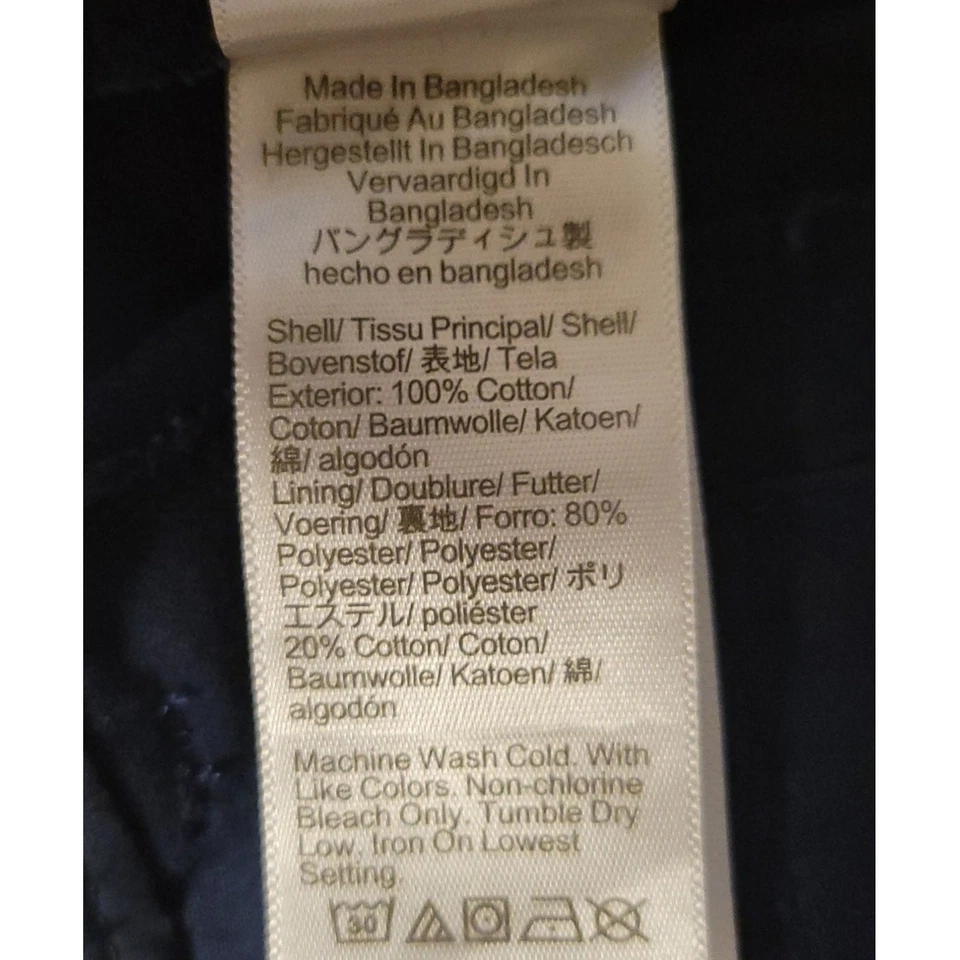 Made In Bangladesh
Fabriqué Au Bangladesh
Hergestellt In Bangladesch
Vervaardigd In
Bangladesh
バングラディシュ製
hecho en bangladesh
Shell/ Tissu Principal/ Shell/
Bovenstof/ 表地/ Tela
Exterior: 100% Cotton/
Coton/ Baumwolle/ Katoen/
綿/ algodón
Lining/ Doublure/ Futter/
Voering/ 裏地/ Forro: 80%
Polyester/ Polyester/
Polyester/ Polyester/ ポリ
エステル/ poliéster
20% Cotton/ Coton/
Baumwolle/ Katoen/ 綿/
algodón
Machine Wash Cold. With
Like Colors. Non-chlorine
Bleach Only. Tumble Dry
Low. Iron On Lowest
Setting.
30